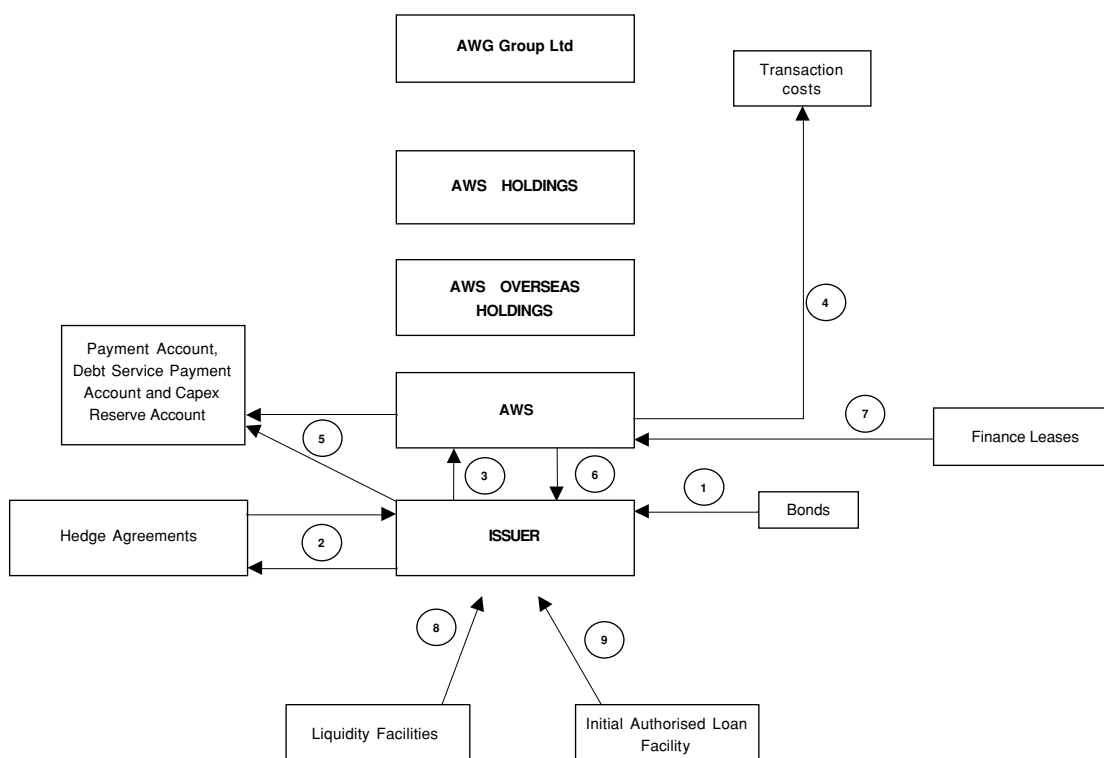 AWG Group Ltd
Transaction
costs
AWS HOLDINGS
AWS OVERSEAS
HOLDINGS
4
Payment Account,
Debt Service Payment
Account and Capex
Reserve Account
AWS
7
Finance Leases
5
3
6
1
Bonds
Hedge Agreements
2
ISSUER
8
9
Liquidity Facilities
Initial Authorised Loan
Facility